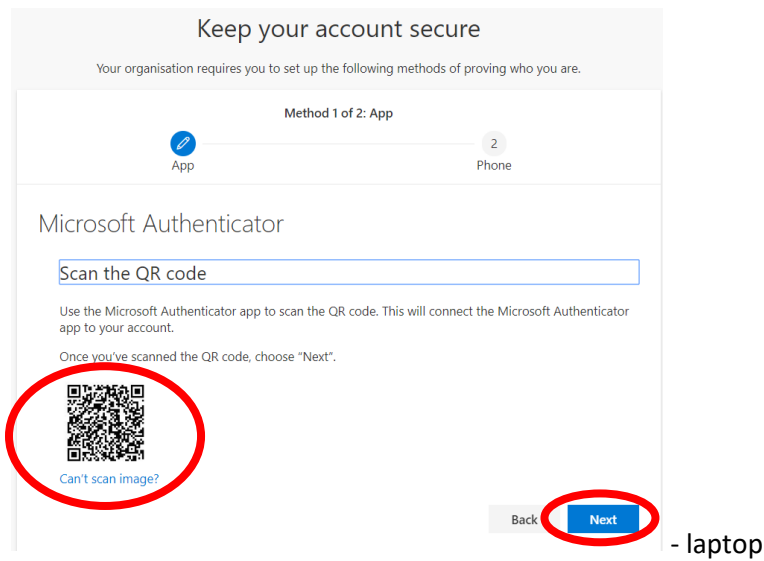 Keep your account secure
Your organisation requires you to set up the following methods of proving who you are.
Method 1 of 2: App
2
App
Phone
Microsoft Authenticator
Scan the QR code
Use the Microsoft Authenticator app to scan the QR code. This will connect the Microsoft Authenticator
app to your account.
Once you've scanned the QR code, choose "Next".
Can't scan image?
Back
Next
- laptop